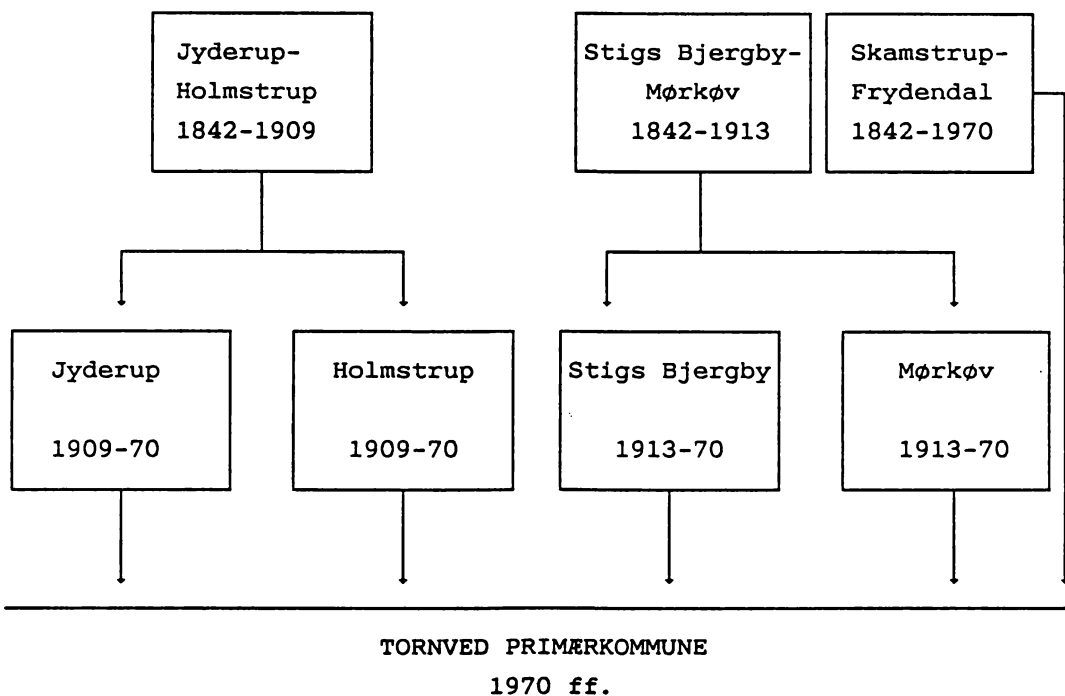 Jyderup-
Holmstrup
1842-1909
Stigs Bjergby-
Mørkøv
1842-1913
Skamstrup-
Frydendal
1842-1970
Jyderup
1909-70
Holmstrup
1909-70
Stigs Bjergby
1913-70
Mørkøv
1913-70
TORNVED PRIMÆRKOMMUNE
1970 ff.